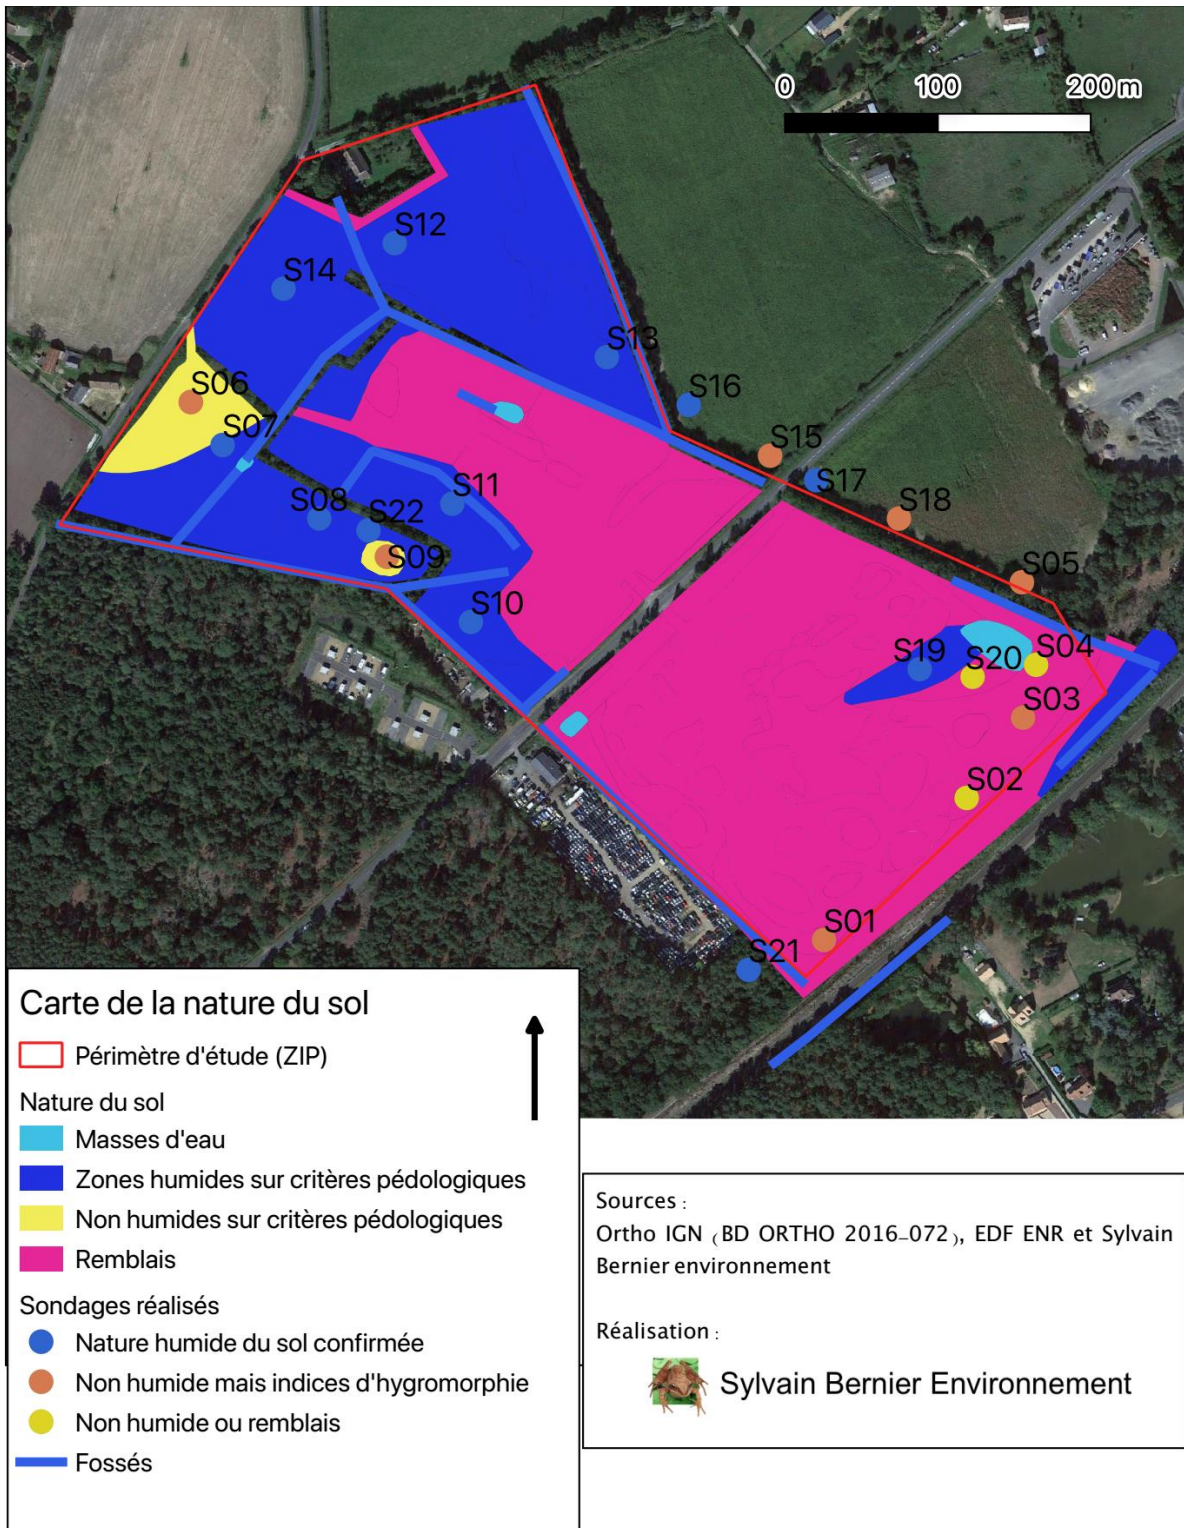 0 100 200 m
S12
S14
S13
S06
S16
S07
S15
S11
S17
S08
S22
S18
S09
S05
S10
S04
S19
S20
S03
S02
S01
S21
Carte de la nature du sol
Périmètre d'étude (ZIP)
Nature du sol
Masses d'eau
Zones humides sur critères pédologiques
Non humides sur critères pédologiques
Remblais
Sondages réalisés
Nature humide du sol confirmée
Non humide mais indices d'hygromorphie
Non humide ou remblais
Fossés
Sources :
Ortho IGN (BD ORTHO 2016-072), EDF ENR et Sylvain
Bernier environnement
Réalisation :
Sylvain Bernier Environnement